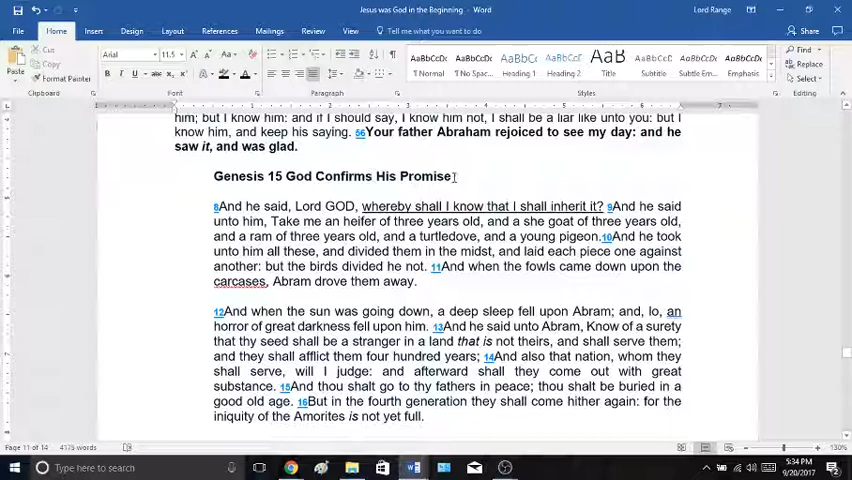 Jesus was God in the Beginning - Word
Lord Range
File Home Insert Draw Design Layout References Mailings Review View Tell me what you want to do Share
Paste
Cut
Copy
Format Painter
Clipboard
Arial 11.5
Font
Paragraph
AaBbCcDc AaBbCcDc AaBbCc AaBbCcC AaB AaBbCcC AaBbCcDc AaBbCcDc
¶ Normal ¶ No Spac... Heading 1 Heading 2 Title Subtitle Subtle Em... Emphasis
Styles
Find
Replace
Select
Editing
him; but I know him: and if I should say, I know him not, I shall be a liar like unto you: but I
know him, and keep his saying. 56Your father Abraham rejoiced to see my day: and he
saw it, and was glad.
Genesis 15 God Confirms His Promise
8And he said, Lord GOD, whereby shall I know that I shall inherit it? 9And he said
unto him, Take me an heifer of three years old, and a she goat of three years old,
and a ram of three years old, and a turtledove, and a young pigeon.10And he took
unto him all these, and divided them in the midst, and laid each piece one against
another: but the birds divided he not. 11And when the fowls came down upon the
carcases, Abram drove them away.
12And when the sun was going down, a deep sleep fell upon Abram; and, lo, an
horror of great darkness fell upon him. 13And he said unto Abram, Know of a surety
that thy seed shall be a stranger in a land that is not theirs, and shall serve them;
and they shall afflict them four hundred years; 14And also that nation, whom they
shall serve, will I judge: and afterward shall they come out with great
substance. 15And thou shalt go to thy fathers in peace; thou shalt be buried in a
good old age. 16But in the fourth generation they shall come hither again: for the
iniquity of the Amorites is not yet full.
Page 11 of 14 4175 words
130%
Type here to search
5:34 PM
9/20/2017